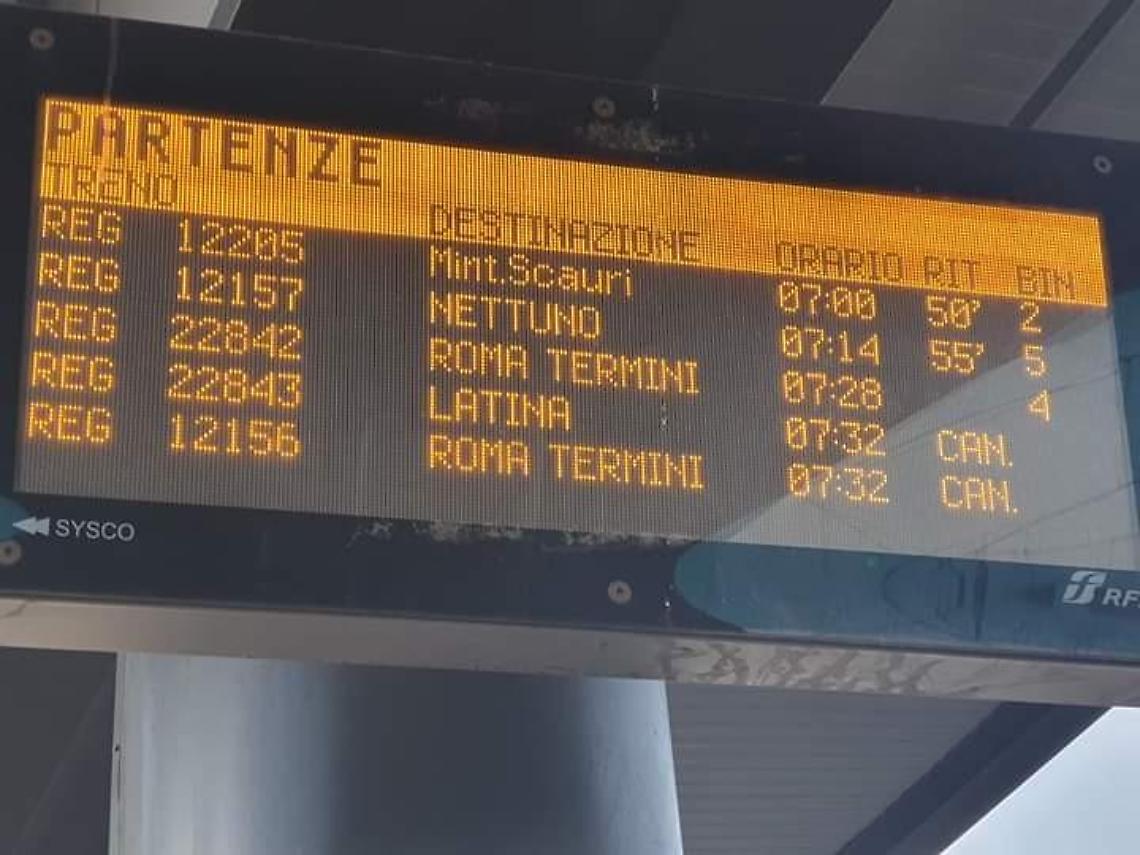 PARTENZE
TRENO DESTINAZIONE ORARIO RIT BIN
REG 12205 Mint.Scauri 07:00 50' 2
REG 12157 NETTUNO 07:14 55' 5
REG 22842 ROMA TERMINI 07:28 4
REG 22843 LATINA 07:32 CAN.
REG 12156 ROMA TERMINI 07:32 CAN.
SYSCO
RF